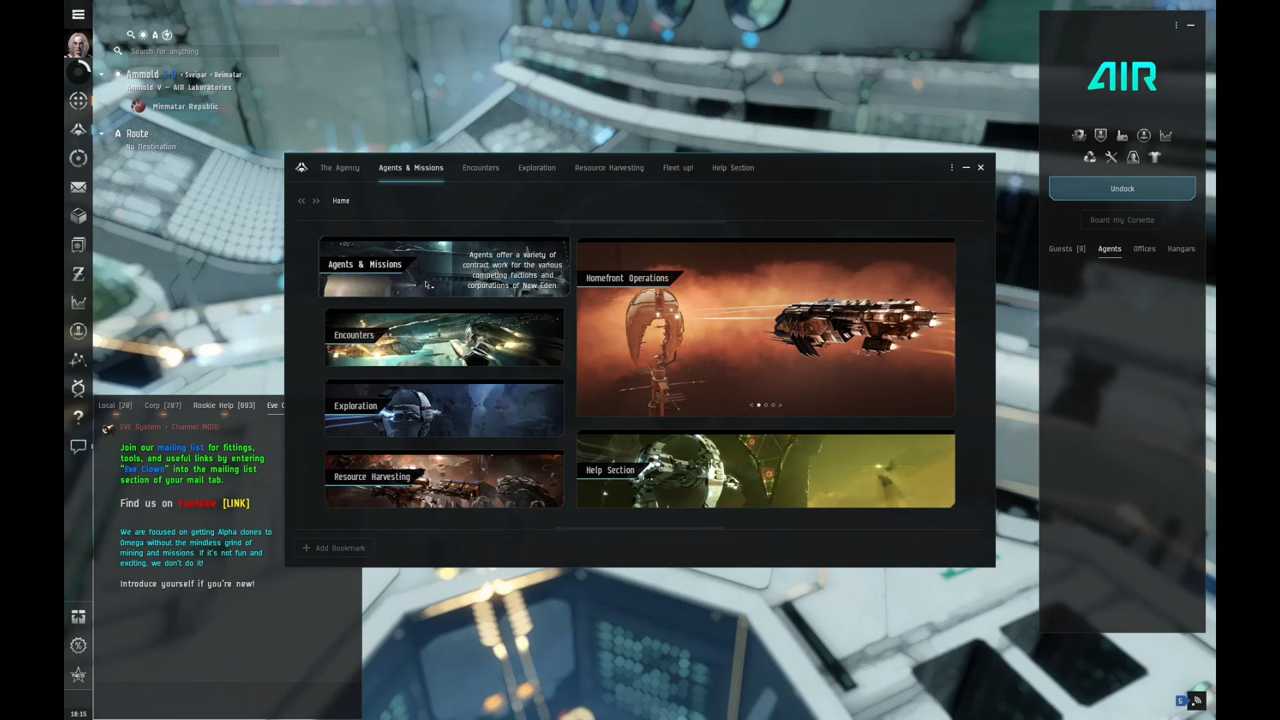 Search for anything
Ammold 0.8 • Sveipar • Heimatar
Ammold V – AIR Laboratories
Minmatar Republic
Route
No Destination
The Agency
Agents & Missions
Encounters
Exploration
Resource Harvesting
Fleet up!
Help Section
Home
Agents & Missions
Agents offer a variety of
contract work for the various
competing factions and
corporations of New Eden.
Encounters
Exploration
Resource Harvesting
Homefront Operations
Help Section
Add Bookmark
AIR
Undock
Board my Corvette
Guests [9]
Agents
Offices
Hangars
Local [20]
Corp [207]
Rookie Help [693]
Eve C
EVE System • Channel MOTD:
Join our mailing list for fittings,
tools, and useful links by entering
"Eve Clown" into the mailing list
section of your mail tab.
Find us on Youtube [LINK]
We are focused on getting Alpha clones to
Omega without the mindless grind of
mining and missions. If it's not fun and
exciting, we don't do it!
Introduce yourself if you're new!
18:15
5